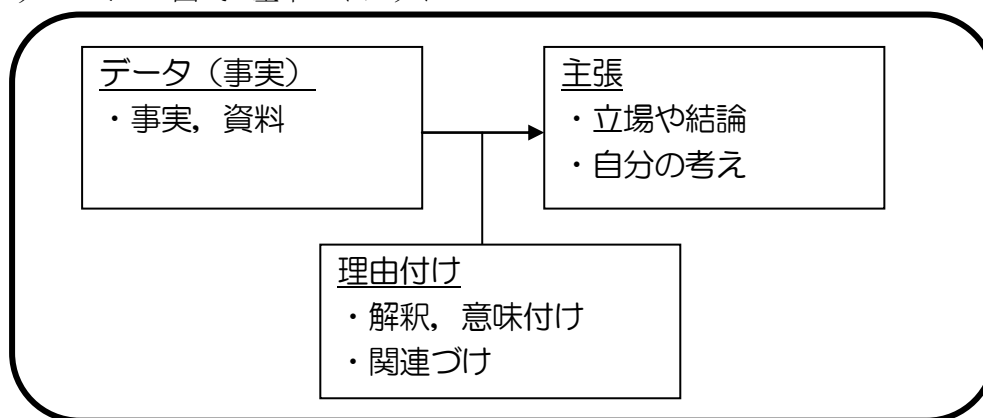 データ（事実）
・事実，資料
主張
・立場や結論
・自分の考え
理由付け
・解釈，意味付け
・関連づけ